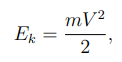 $$E_k = \frac{mV^2}{2},$$